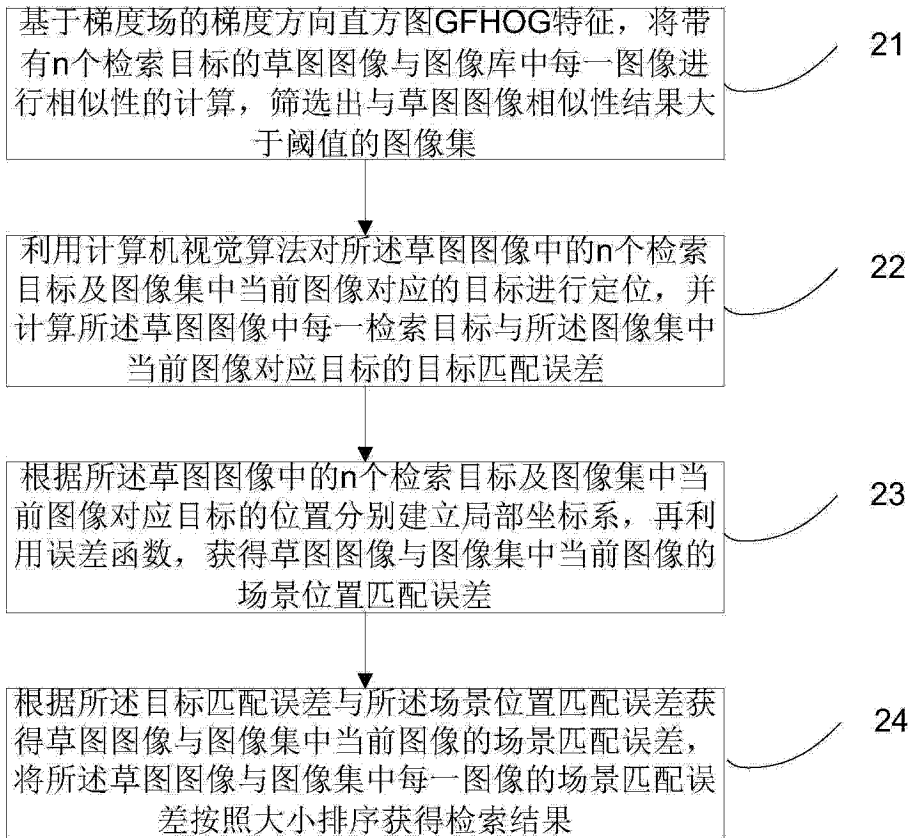 基于梯度场的梯度方向直方图GFHOG特征，将带
有n个检索目标的草图图像与图像库中每一图像进
行相似性的计算，筛选出与草图图像相似性结果大
于阈值的图像集
21
利用计算机视觉算法对所述草图图像中的n个检索
目标及图像集中当前图像对应的目标进行定位，并
计算所述草图图像中每一检索目标与所述图像集中
当前图像对应目标的目标匹配误差
22
根据所述草图图像中的n个检索目标及图像集中当
前图像对应目标的位置分别建立局部坐标系，再利
用误差函数，获得草图图像与图像集中当前图像的
场景位置匹配误差
23
根据所述目标匹配误差与所述场景位置匹配误差获
得草图图像与图像集中当前图像的场景匹配误差，
将所述草图图像与图像集中每一图像的场景匹配误
差按照大小排序获得检索结果
24